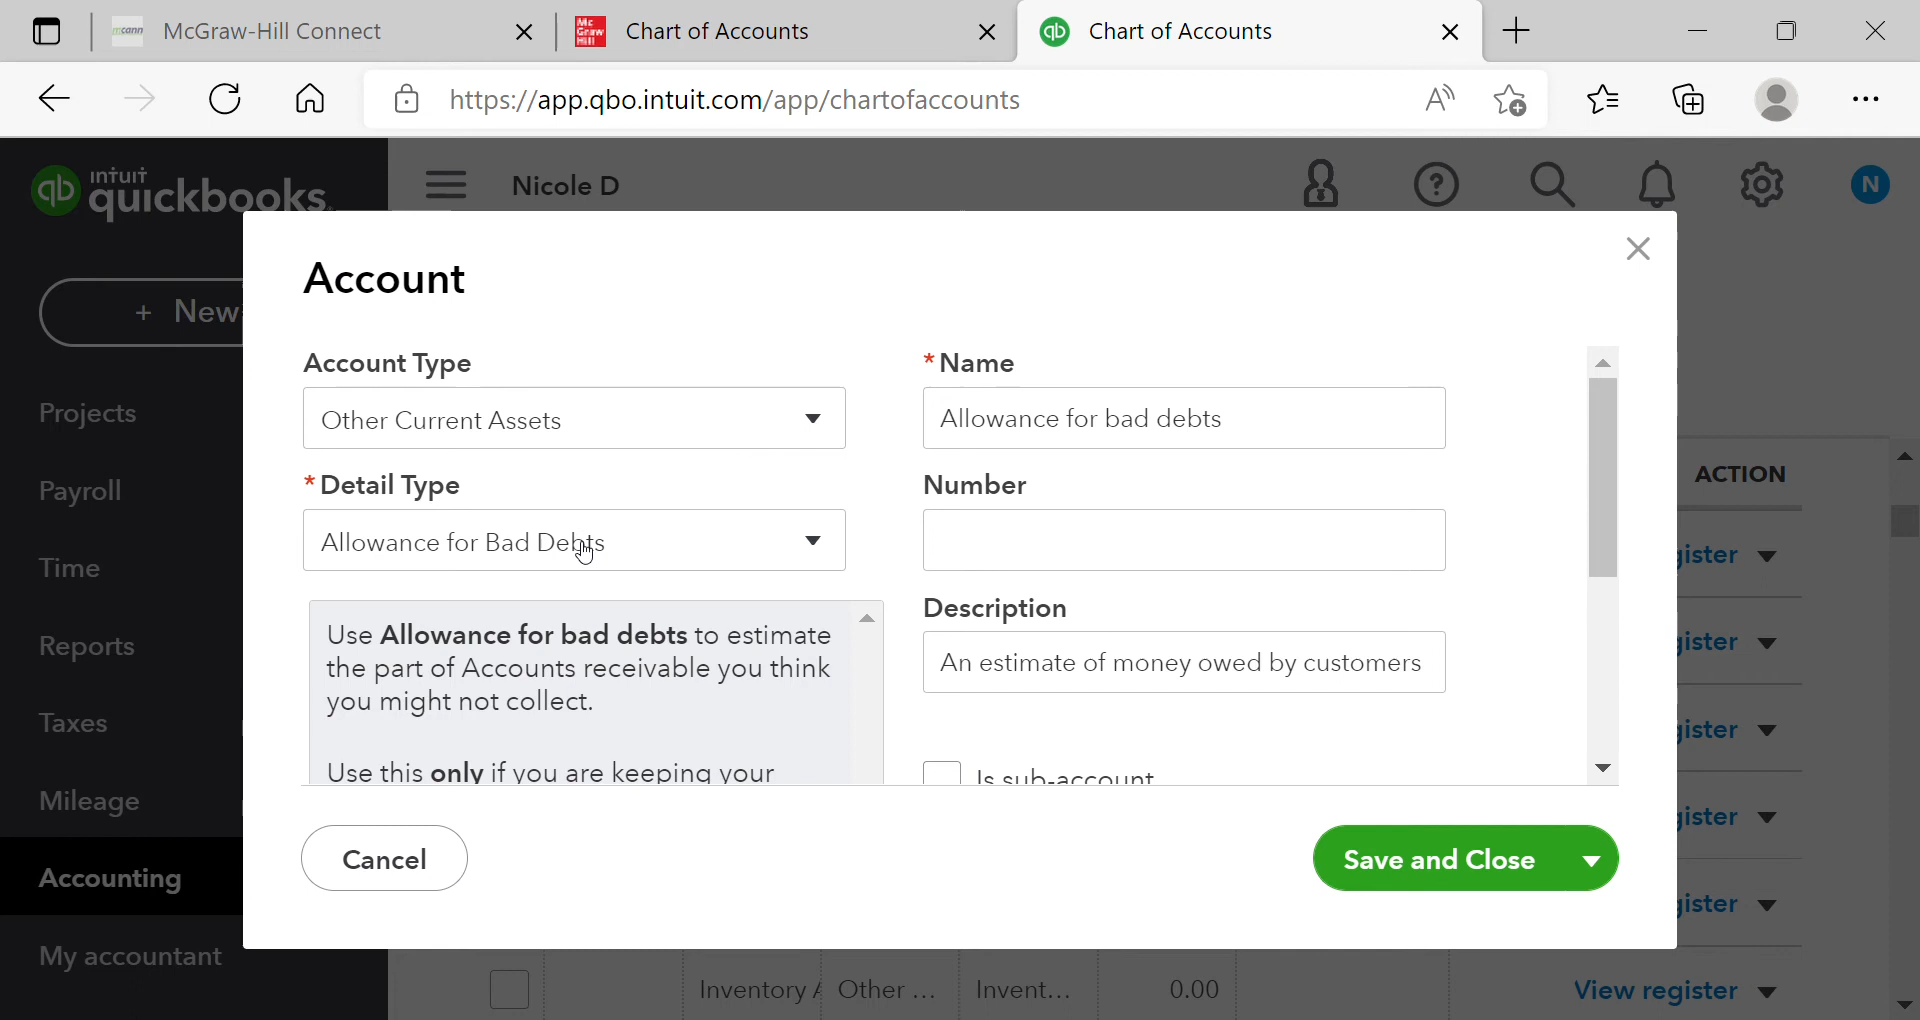 McGraw-Hill Connect
Chart of Accounts
Chart of Accounts
https://app.qbo.intuit.com/app/chartofaccounts
intuit
quickbooks
Nicole D
N
+ New
Account
Account Type
* Name
Other Current Assets
Allowance for bad debts
* Detail Type
Number
Allowance for Bad Debts
Description
An estimate of money owed by customers
Use Allowance for bad debts to estimate
the part of Accounts receivable you think
you might not collect.
Use this only if you are keeping your
Is sub-account
Cancel
Save and Close
Projects
Payroll
Time
Reports
Taxes
Mileage
Accounting
My accountant
ACTION
gister
gister
gister
gister
gister
Inventory A Other ... Invent... 0.00 View register